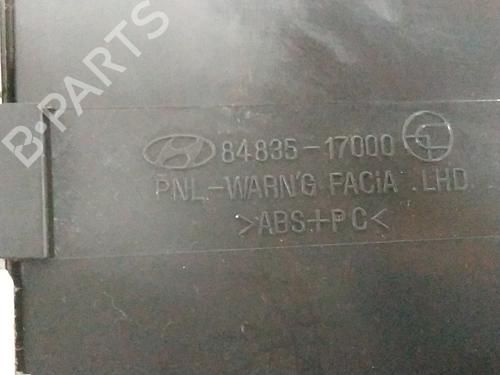 B-PARTS
84835-17000
PNL.-WARN'G FACiA .LHD
>ABS+PC<